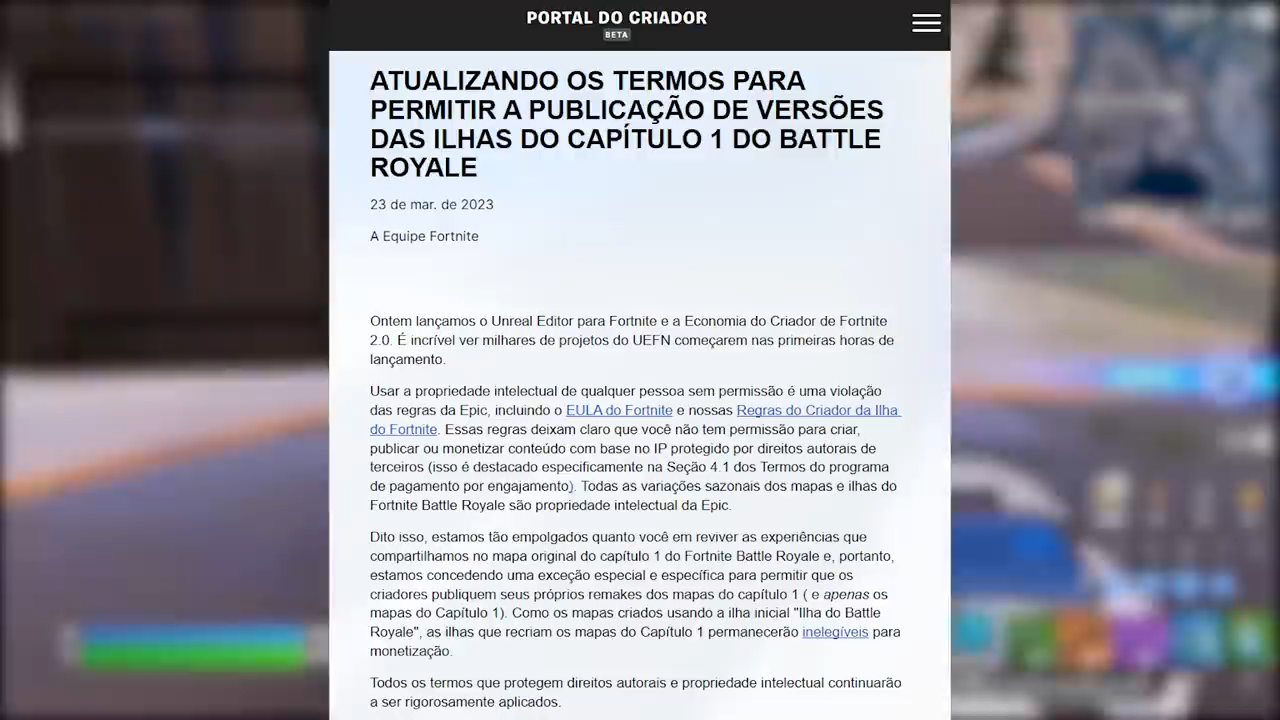 PORTAL DO CRIADOR
BETA
ATUALIZANDO OS TERMOS PARA
PERMITIR A PUBLICAÇÃO DE VERSÕES
DAS ILHAS DO CAPÍTULO 1 DO BATTLE
ROYALE
23 de mar. de 2023
A Equipe Fortnite
Ontem lançamos o Unreal Editor para Fortnite e a Economia do Criador de Fortnite
2.0. É incrível ver milhares de projetos do UEFN começarem nas primeiras horas de
lançamento.
Usar a propriedade intelectual de qualquer pessoa sem permissão é uma violação
das regras da Epic, incluindo o EULA do Fortnite e nossas Regras do Criador da Ilha
do Fortnite. Essas regras deixam claro que você não tem permissão para criar,
publicar ou monetizar conteúdo com base no IP protegido por direitos autorais de
terceiros (isso é destacado especificamente na Seção 4.1 dos Termos do programa
de pagamento por engajamento). Todas as variações sazonais dos mapas e ilhas do
Fortnite Battle Royale são propriedade intelectual da Epic.
Dito isso, estamos tão empolgados quanto você em reviver as experiências que
compartilhamos no mapa original do capítulo 1 do Fortnite Battle Royale e, portanto,
estamos concedendo uma exceção especial e específica para permitir que os
criadores publiquem seus próprios remakes dos mapas do capítulo 1 ( e apenas os
mapas do Capítulo 1). Como os mapas criados usando a ilha inicial "Ilha do Battle
Royale", as ilhas que recriam os mapas do Capítulo 1 permanecerão inelegíveis para
monetização.
Todos os termos que protegem direitos autorais e propriedade intelectual continuarão
a ser rigorosamente aplicados.